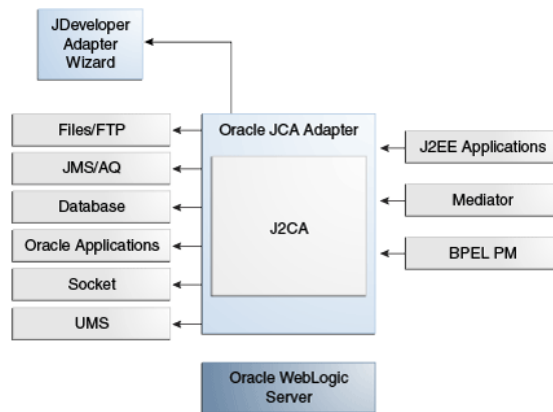 JDeveloper
Adapter
Wizard
Files/FTP
JMS/AQ
Database
Oracle Applications
Socket
UMS
Oracle JCA Adapter
J2CA
J2EE Applications
Mediator
BPEL PM
Oracle WebLogic
Server